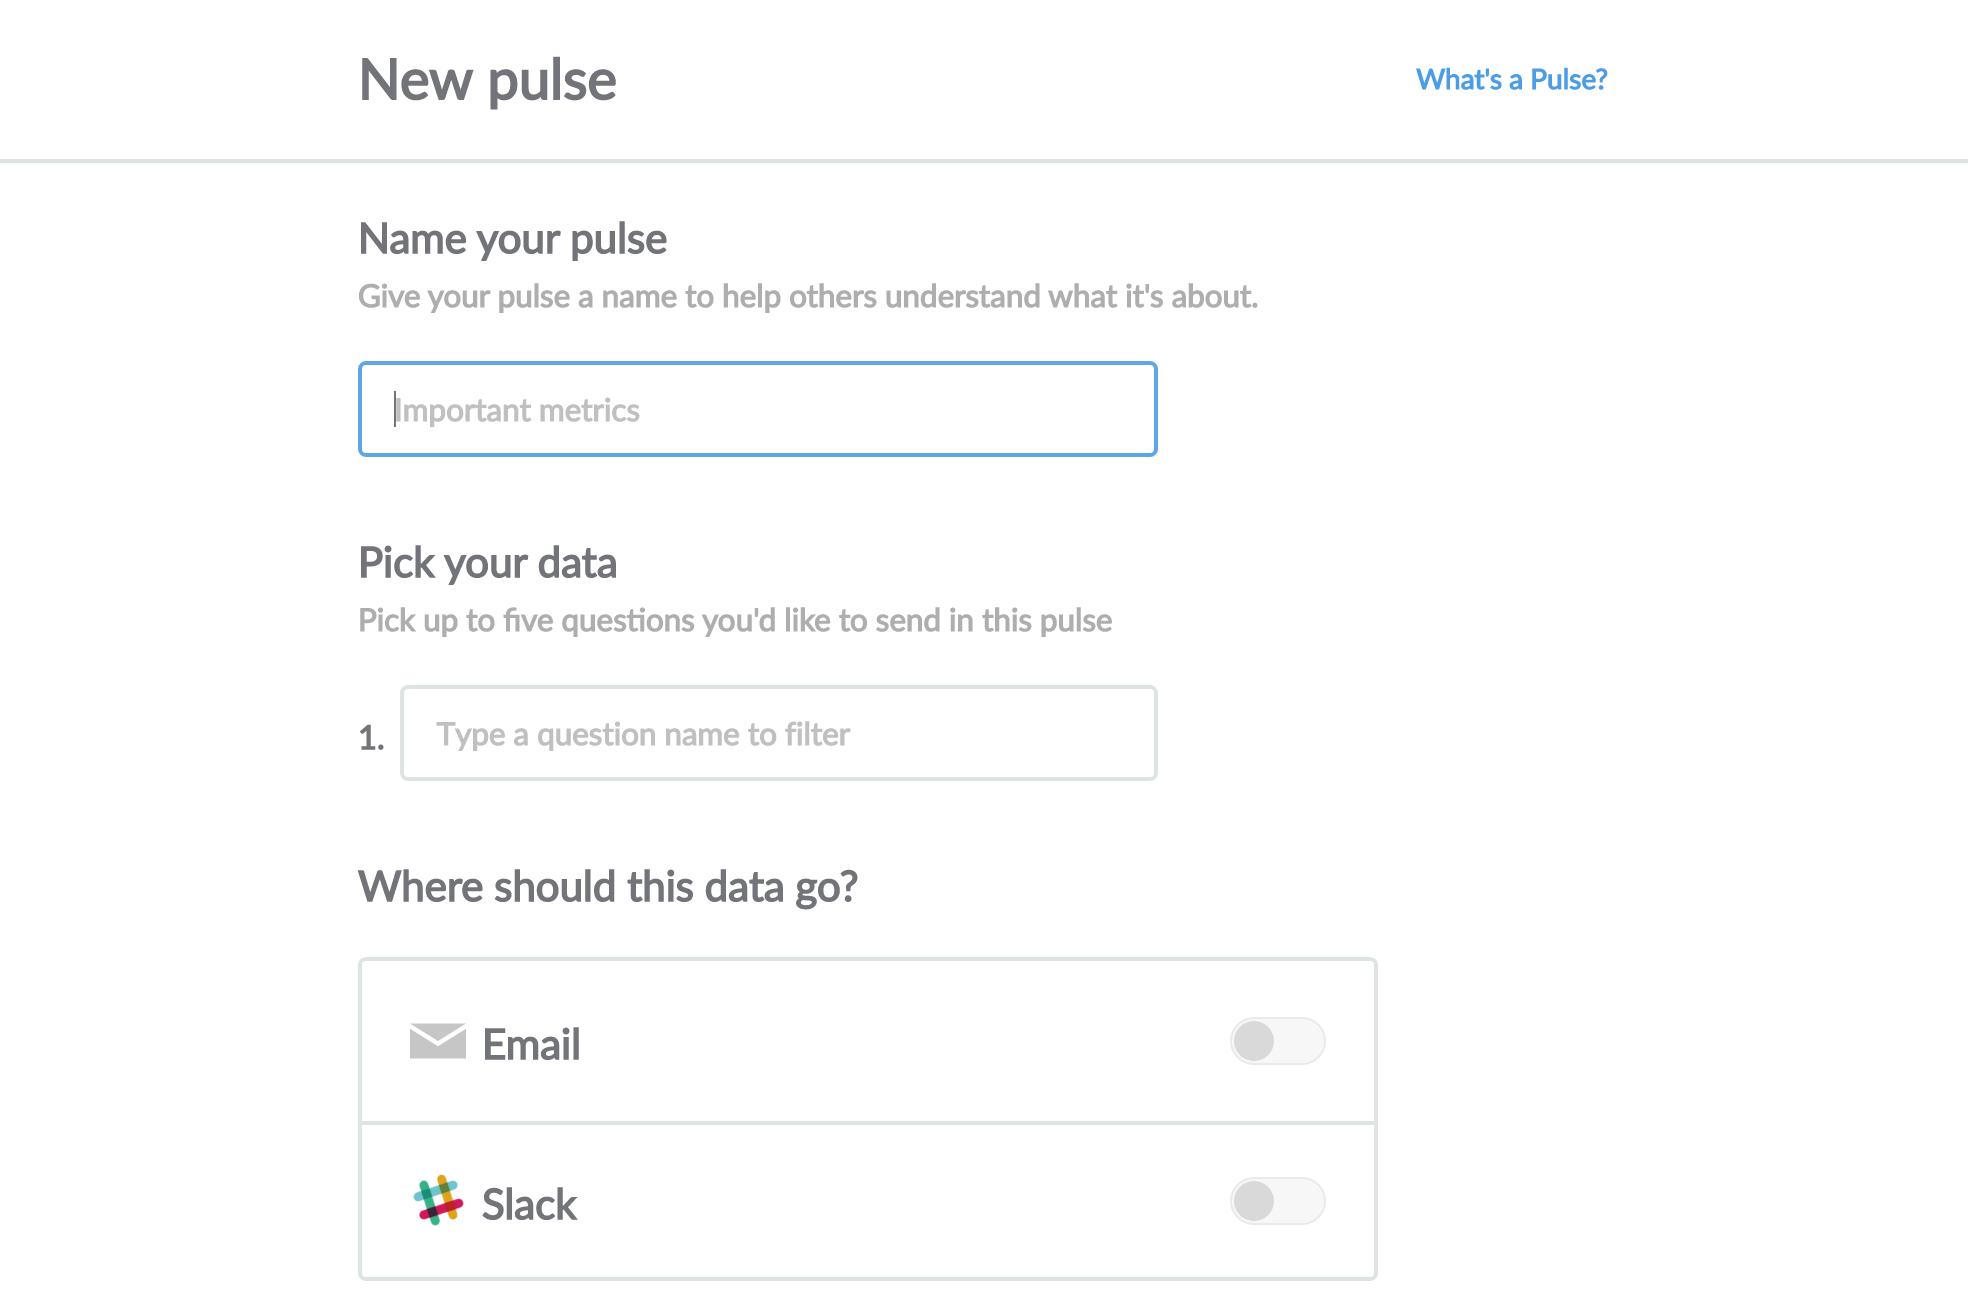 New pulse
What's a Pulse?
Name your pulse
Give your pulse a name to help others understand what it's about.
Important metrics
Pick your data
Pick up to five questions you'd like to send in this pulse
1. Type a question name to filter
Where should this data go?
Email
Slack